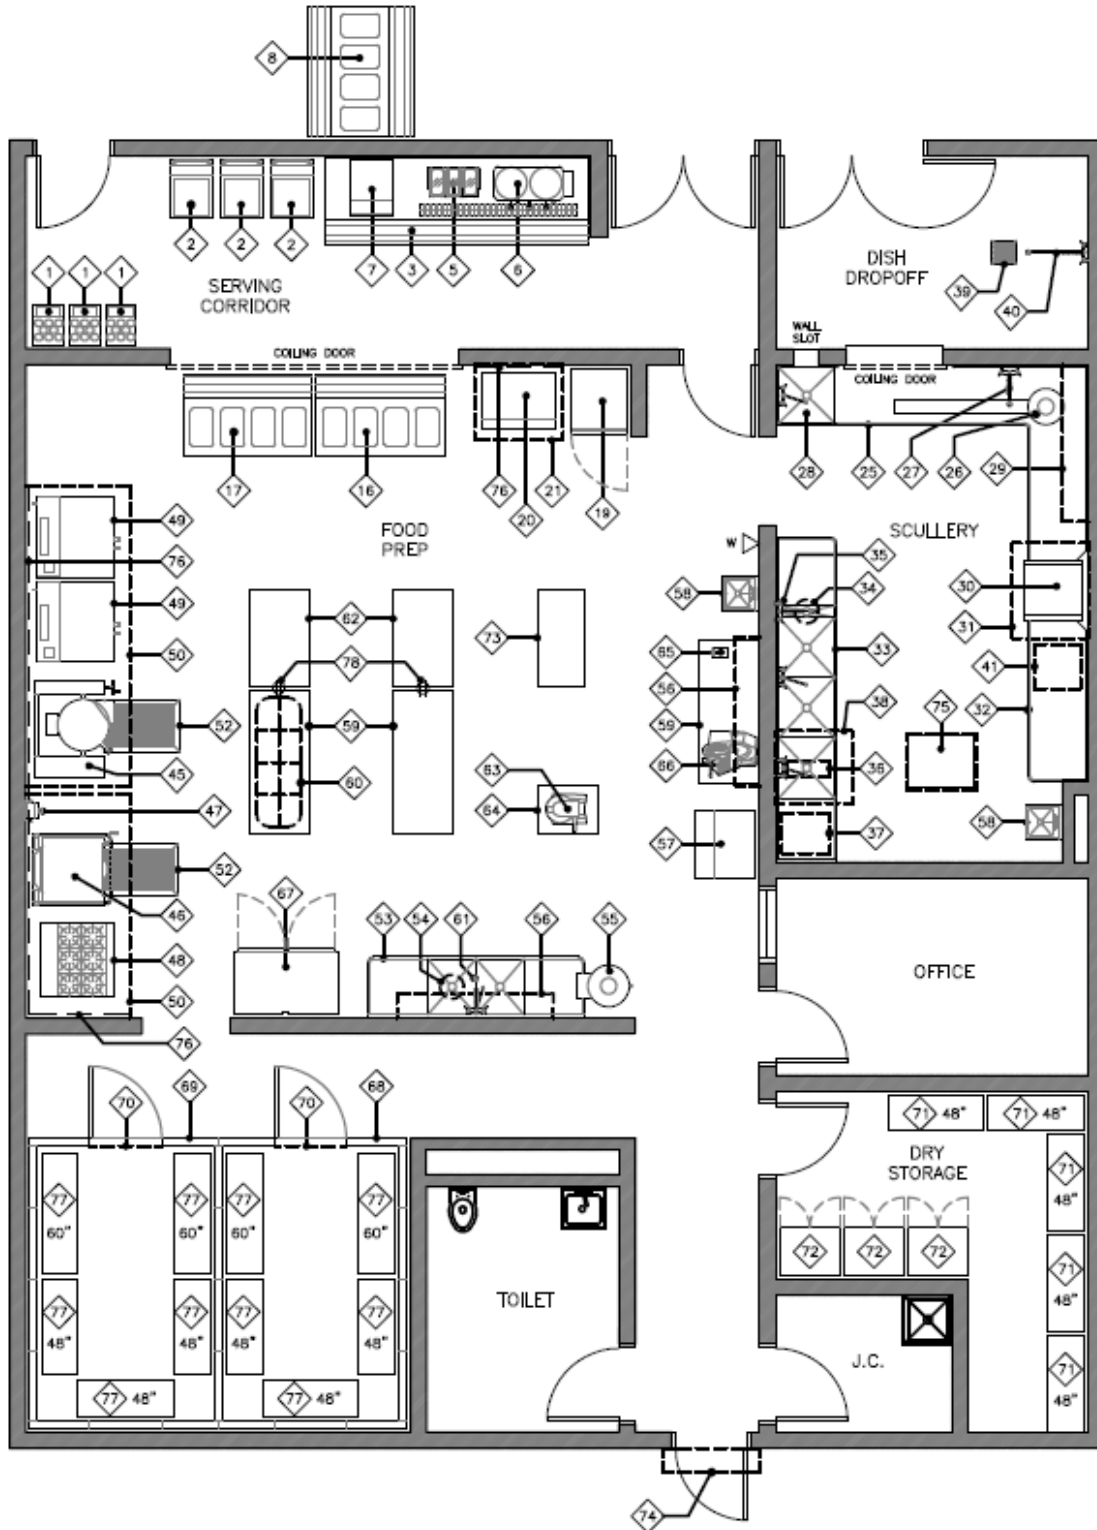 8
2 2 2
7 3 5 6
1 1 1
SERVING
CORRIDOR
DISH
DROPOFF
39
40
WALL
SLOT
COILING DOOR
COILING DOOR
17 16 76 20 21 19
28 25 27 26 29
49
76
49
50
FOOD
PREP
W
SCULLERY
35
34
30
31
58
62
73
65
33
41
78
56
38
75
32
52
59
59
45
60
63
64
66
36
47
57
37
58
52
67
46
53 54 61 56 55
48
50
76
OFFICE
69 68
70 70
71 48"
71 48"
DRY
STORAGE
71
48"
77
60"
77
60"
77
60"
77
60"
72 72 72
71
48"
77
48"
77
48"
77
48"
77
48"
TOILET
J.C.
71
48"
77 48"
77 48"
74